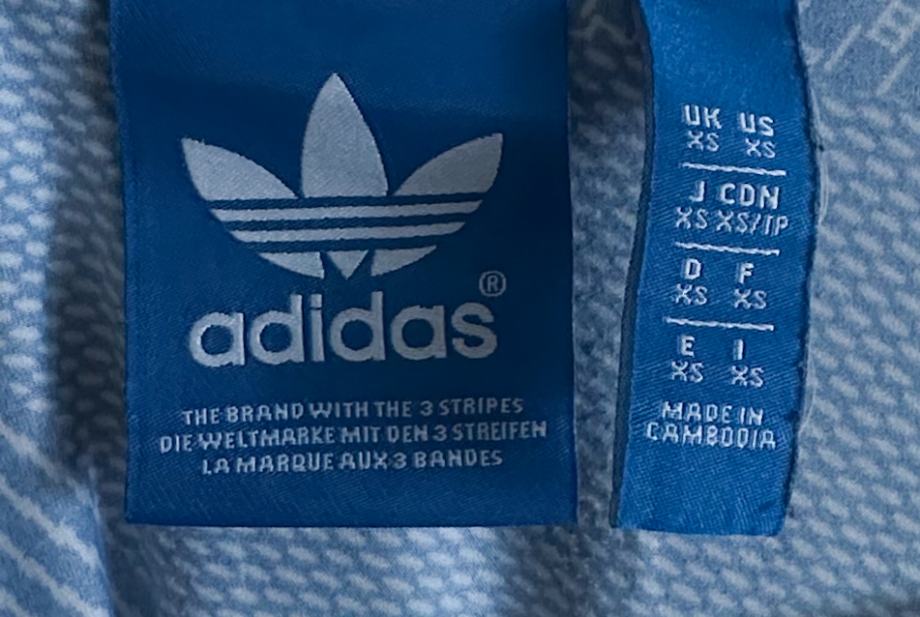 adidas®
THE BRAND WITH THE 3 STRIPES
DIE WELTMARKE MIT DEN 3 STREIFEN
LA MARQUE AUX 3 BANDES
UK US
XS XS
J CDN
XS XS/TP
D F
XS XS
E I
XS XS
MADE IN
CAMBODIA